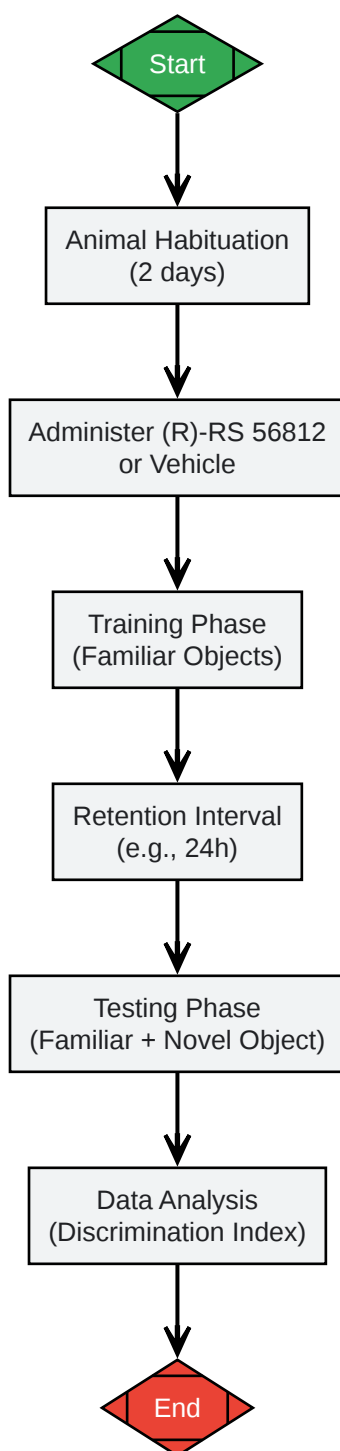 Start
Animal Habituation
(2 days)
Administer (R)-RS 56812
or Vehicle
Training Phase
(Familiar Objects)
Retention Interval
(e.g., 24h)
Testing Phase
(Familiar + Novel Object)
Data Analysis
(Discrimination Index)
End